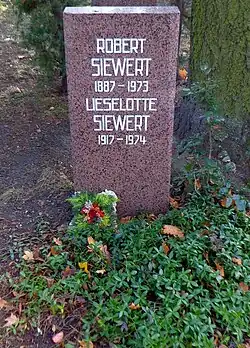 ROBERT
SIEWERT
1887 – 1973
LIESELOTTE
SIEWERT
1917 – 1974